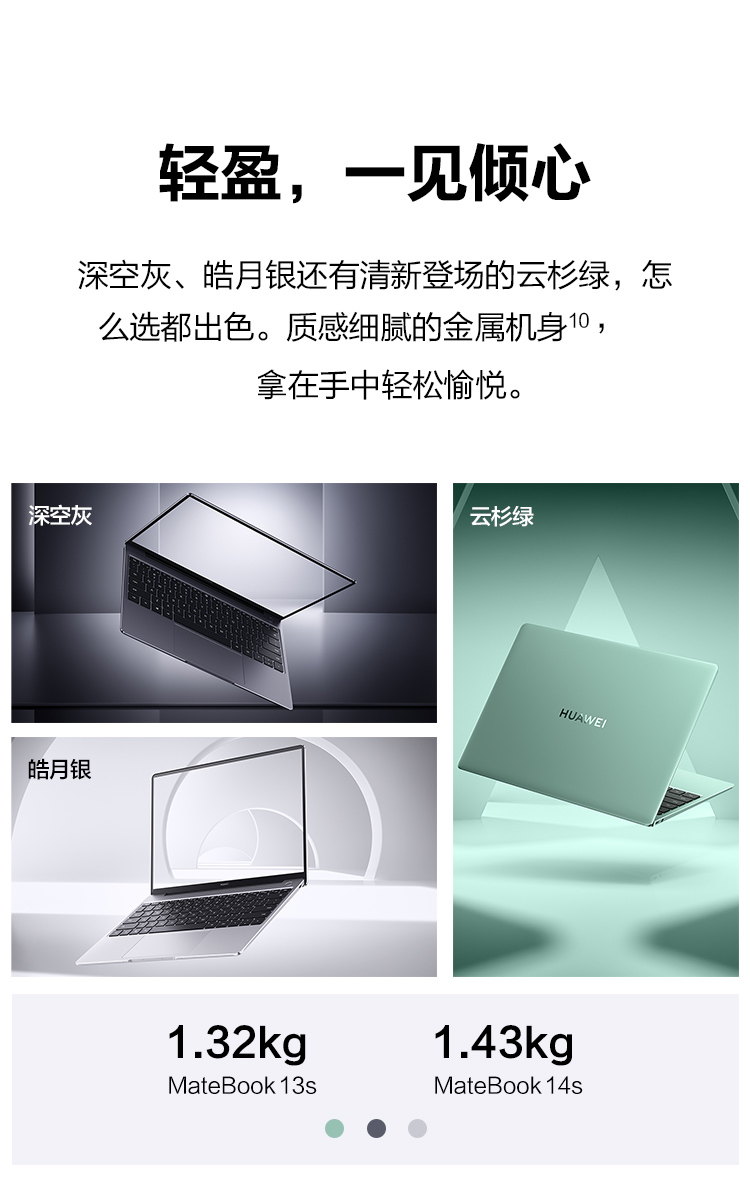 轻盈，一见倾心
深空灰、皓月银还有清新登场的云杉绿，怎
么选都出色。质感细腻的金属机身10，
拿在手中轻松愉悦。
深空灰
云杉绿
HUAWEI
皓月银
1.32kg
1.43kg
MateBook 13s
MateBook 14s